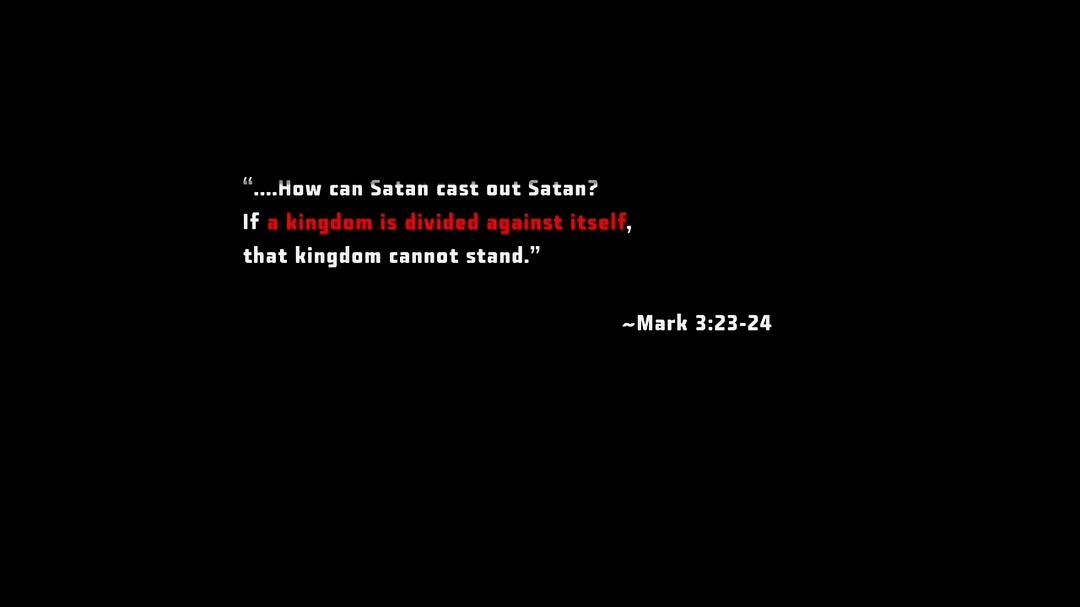 “....How can Satan cast out Satan?
If a kingdom is divided against itself,
that kingdom cannot stand.”
~Mark 3:23-24